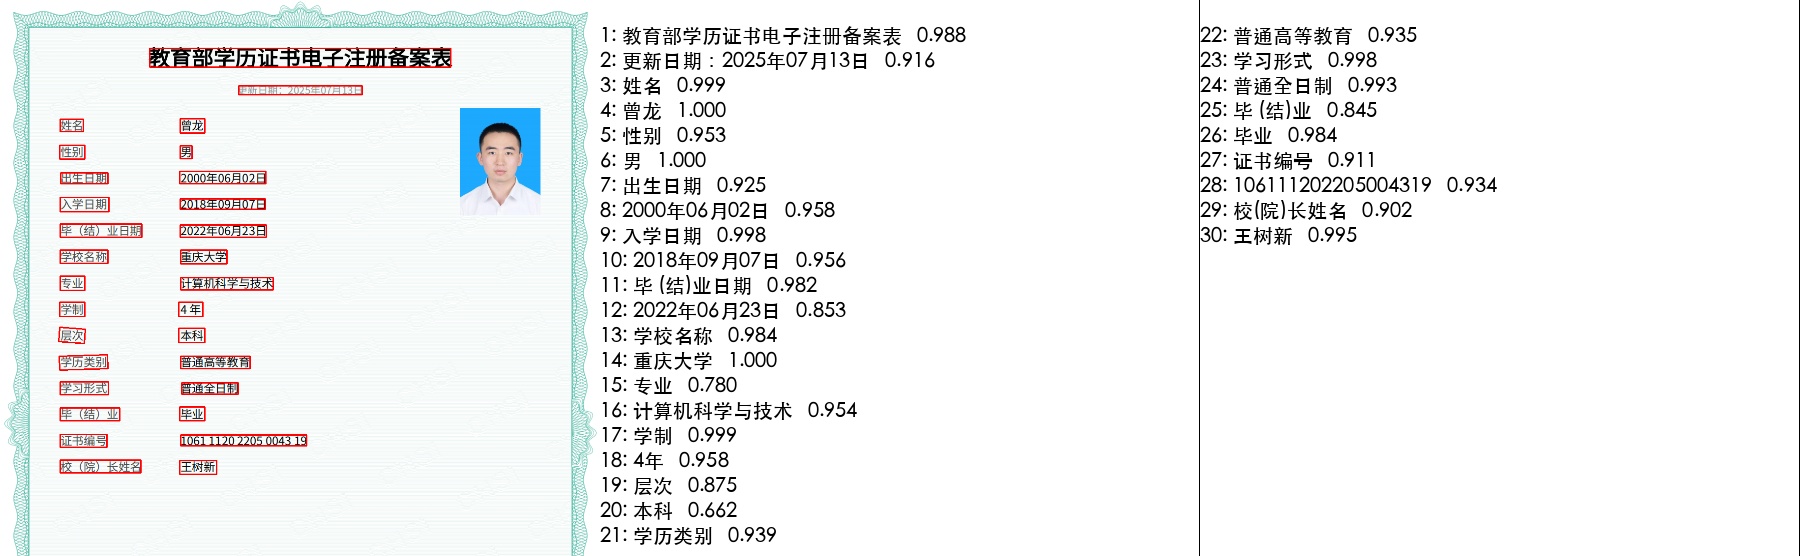 教育部学历证书电子注册备案表
更新日期：2025年07月13日
姓名 曾龙
性别 男
出生日期 2000年06月02日
入学日期 2018年09月07日
毕（结）业日期 2022年06月23日
学校名称 重庆大学
专业 计算机科学与技术
学制 4 年
层次 本科
学历类别 普通高等教育
学习形式 普通全日制
毕（结）业 毕业
证书编号 1061 1120 2205 0043 19
校（院）长姓名 王树新
1: 教育部学历证书电子注册备案表 0.988
2: 更新日期：2025年07月13日 0.916
3: 姓名 0.999
4: 曾龙 1.000
5: 性别 0.953
6: 男 1.000
7: 出生日期 0.925
8: 2000年06月02日 0.958
9: 入学日期 0.998
10: 2018年09月07日 0.956
11: 毕 (结)业日期 0.982
12: 2022年06月23日 0.853
13: 学校名称 0.984
14: 重庆大学 1.000
15: 专业 0.780
16: 计算机科学与技术 0.954
17: 学制 0.999
18: 4年 0.958
19: 层次 0.875
20: 本科 0.662
21: 学历类别 0.939
22: 普通高等教育 0.935
23: 学习形式 0.998
24: 普通全日制 0.993
25: 毕 (结)业 0.845
26: 毕业 0.984
27: 证书编号 0.911
28: 106111202205004319 0.934
29: 校(院)长姓名 0.902
30: 王树新 0.995